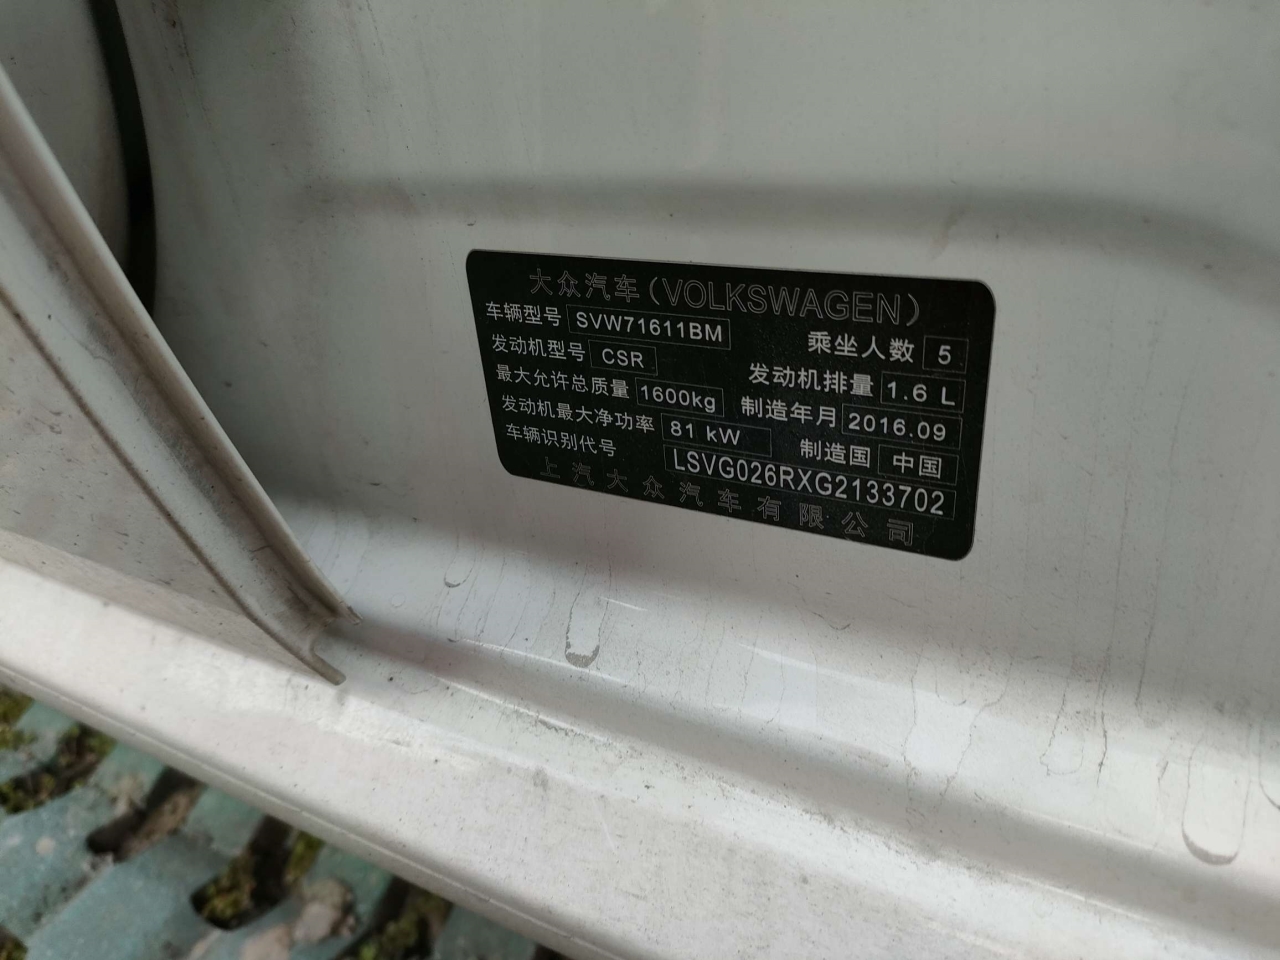 大众汽车(VOLKSWAGEN)
车辆型号 SVW71611BM 乘坐人数 5
发动机型号 CSR 发动机排量 1.6 L
最大允许总质量 1600kg 制造年月 2016.09
发动机最大净功率 81 kW 制造国 中国
车辆识别代号 LSVG026RXG2133702
上汽大众汽车有限公司